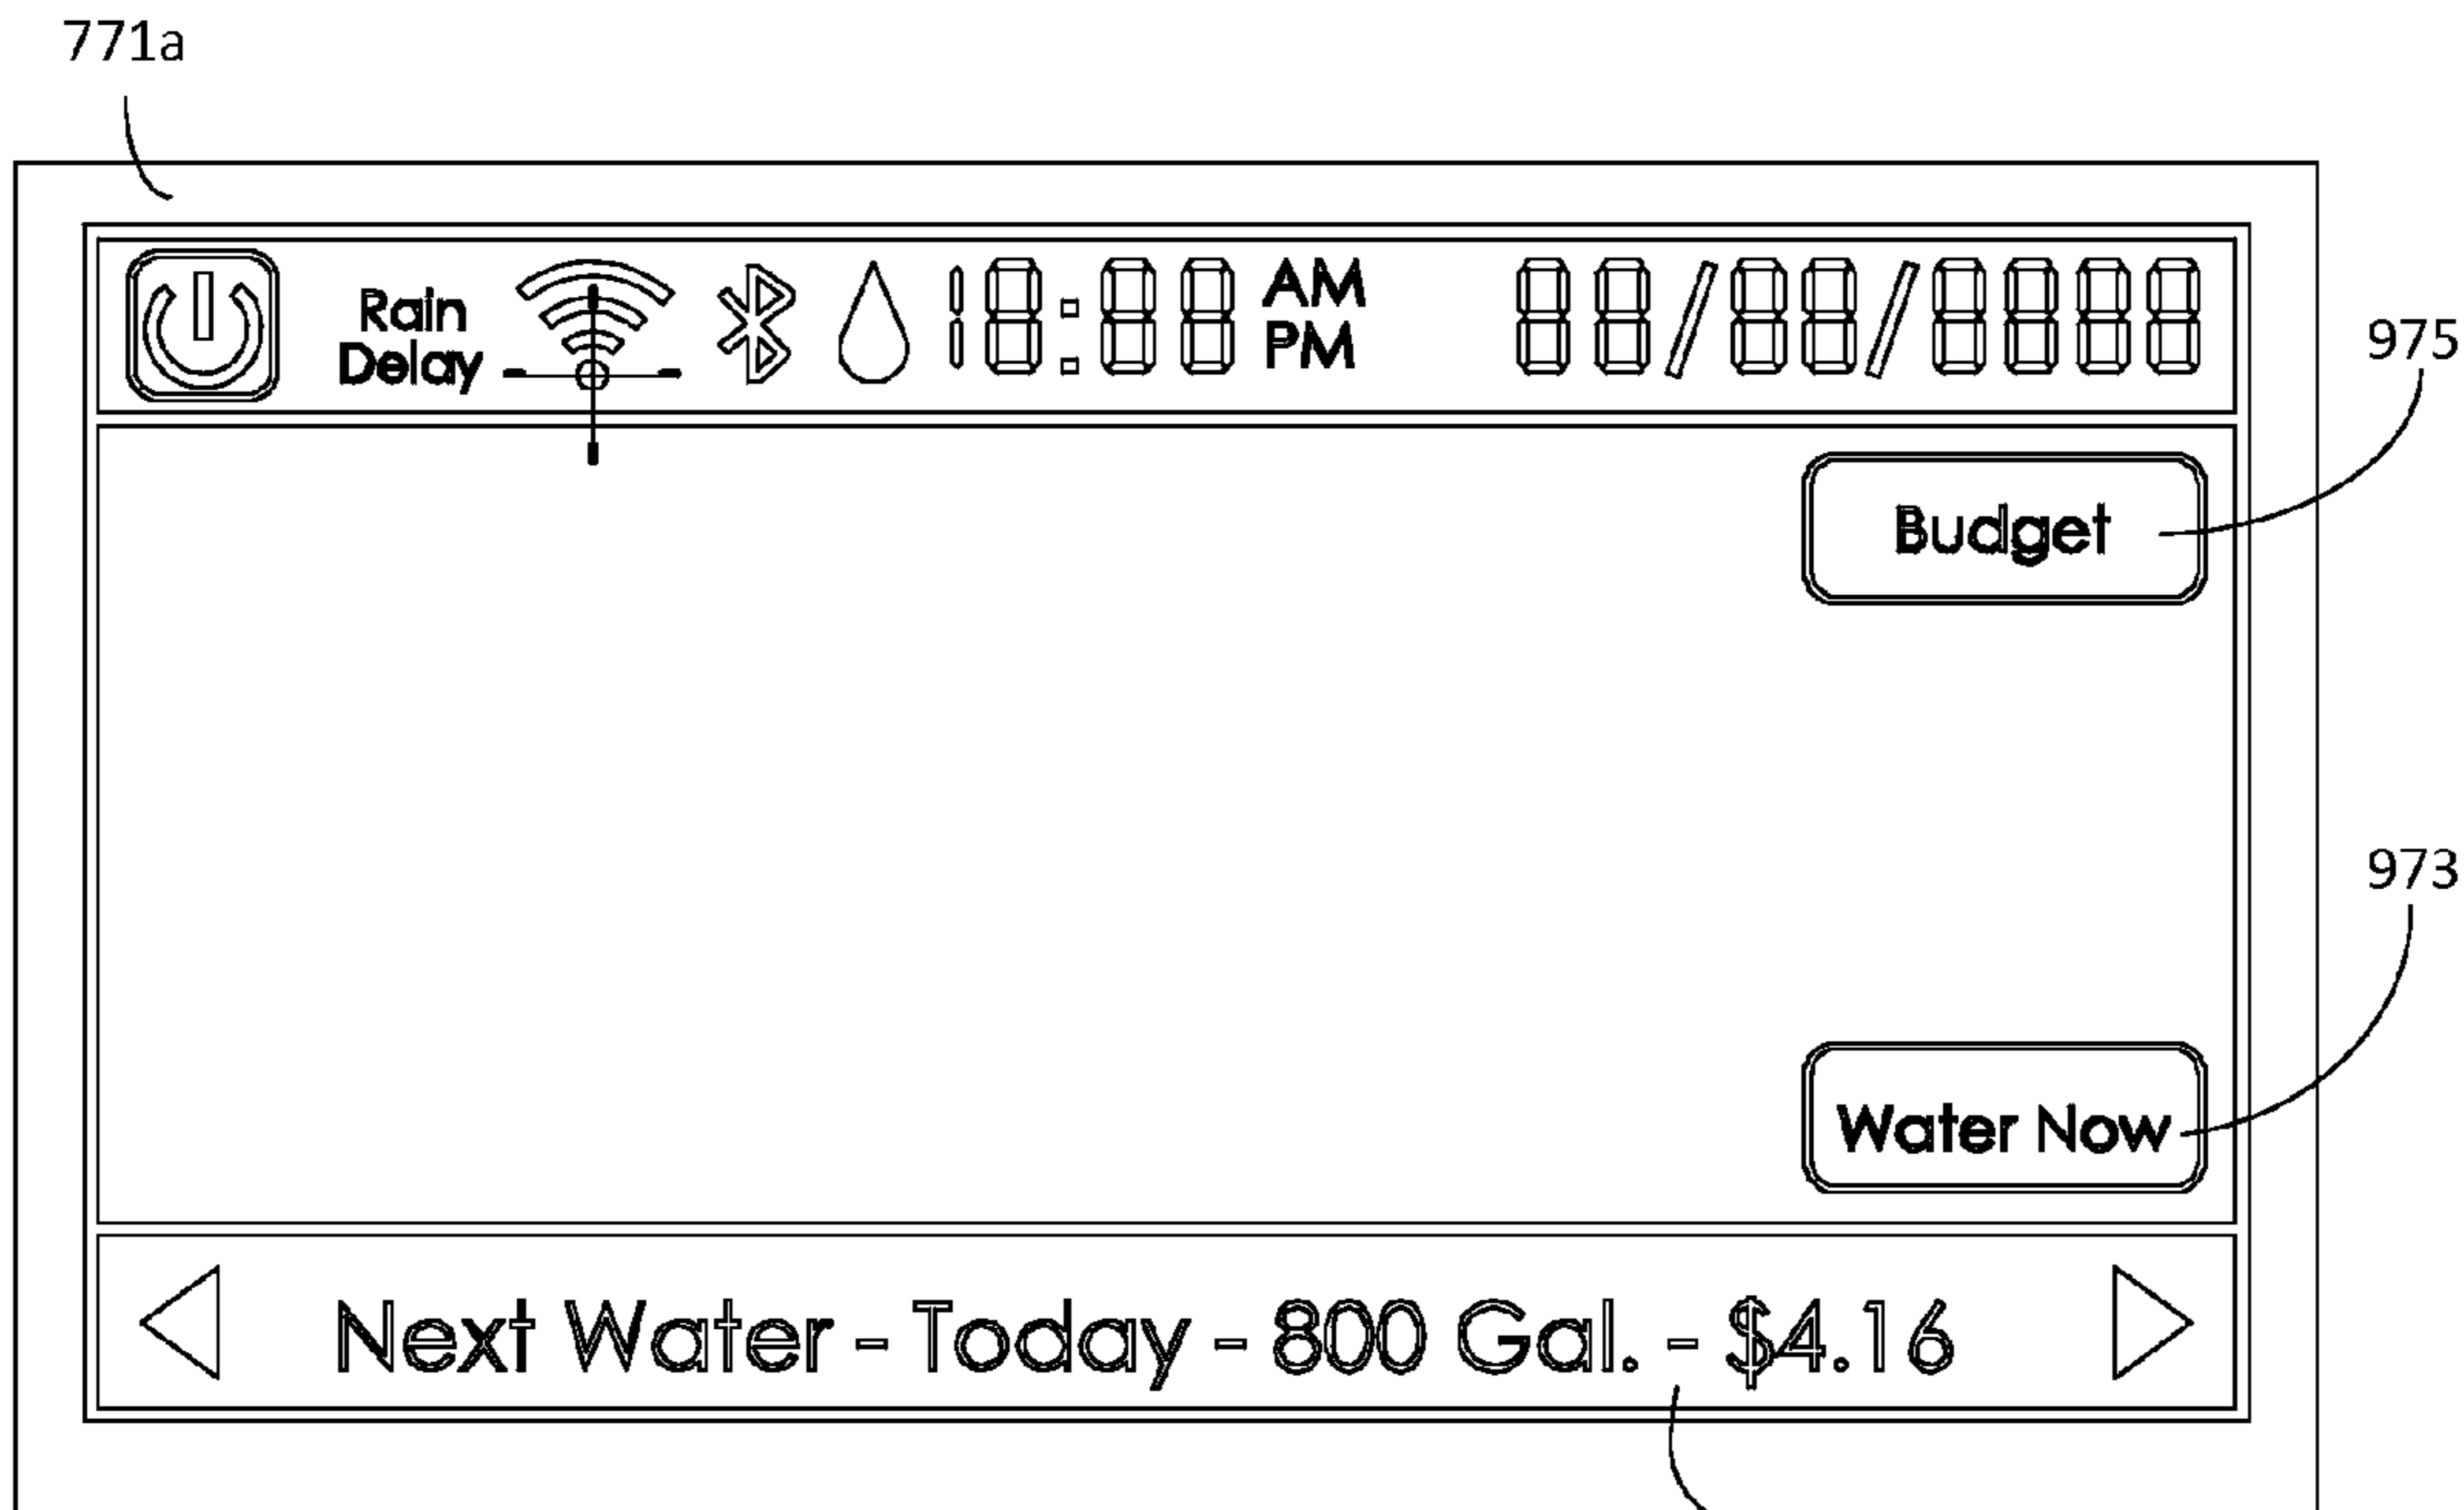 771a
Rain
Delay
18:88 AM
PM
88/88/8888
975
Budget
973
Water Now
Next Water - Today - 800 Gal. - $4.16